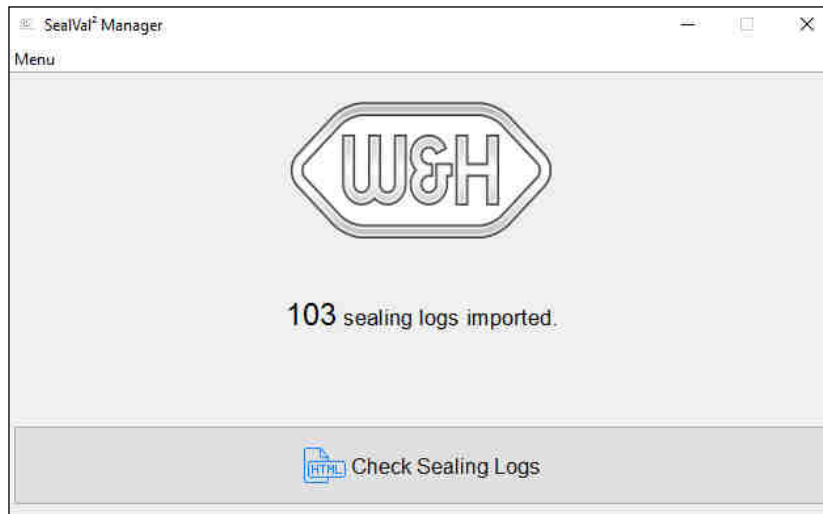 SealVal² Manager
Menu
W&H
103 sealing logs imported.
HTML Check Sealing Logs